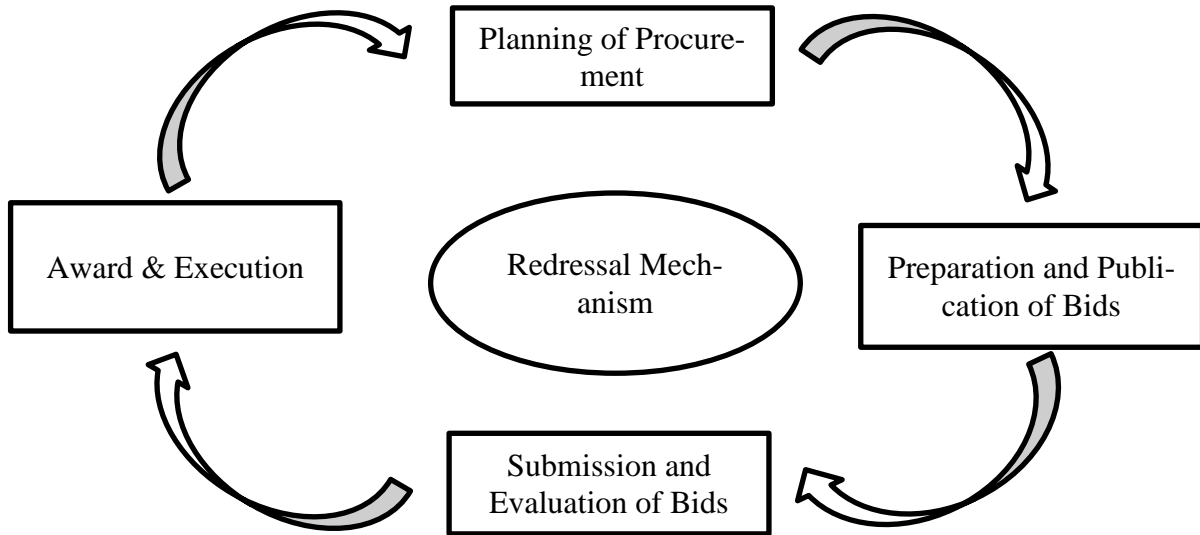 Planning of Procure-
ment
Award & Execution
Redressal Mech-
anism
Preparation and Publi-
cation of Bids
Submission and
Evaluation of Bids